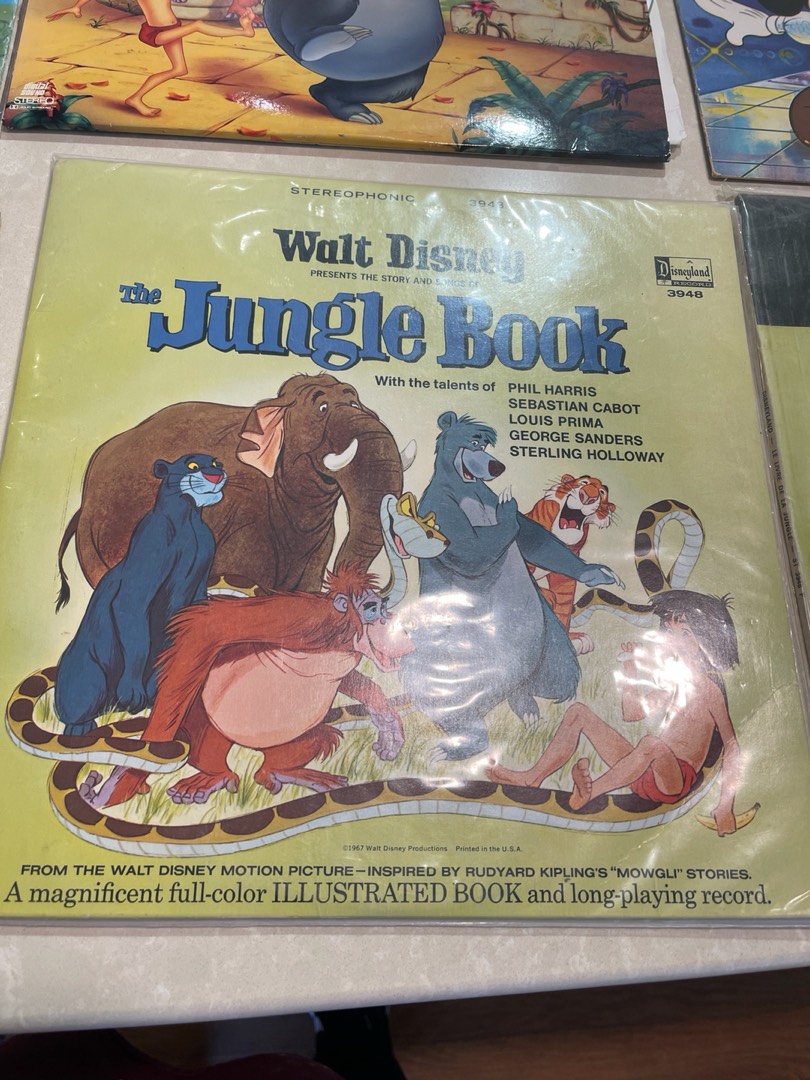 STEREO
STEREOPHONIC 3948
Walt Disney
PRESENTS THE STORY AND SONGS OF
The Jungle Book
Disneyland
RECORD
3948
With the talents of PHIL HARRIS
SEBASTIAN CABOT
LOUIS PRIMA
GEORGE SANDERS
STERLING HOLLOWAY
©1967 Walt Disney Productions Printed in the U.S.A.
FROM THE WALT DISNEY MOTION PICTURE—INSPIRED BY RUDYARD KIPLING'S "MOWGLI" STORIES.
A magnificent full-color ILLUSTRATED BOOK and long-playing record.